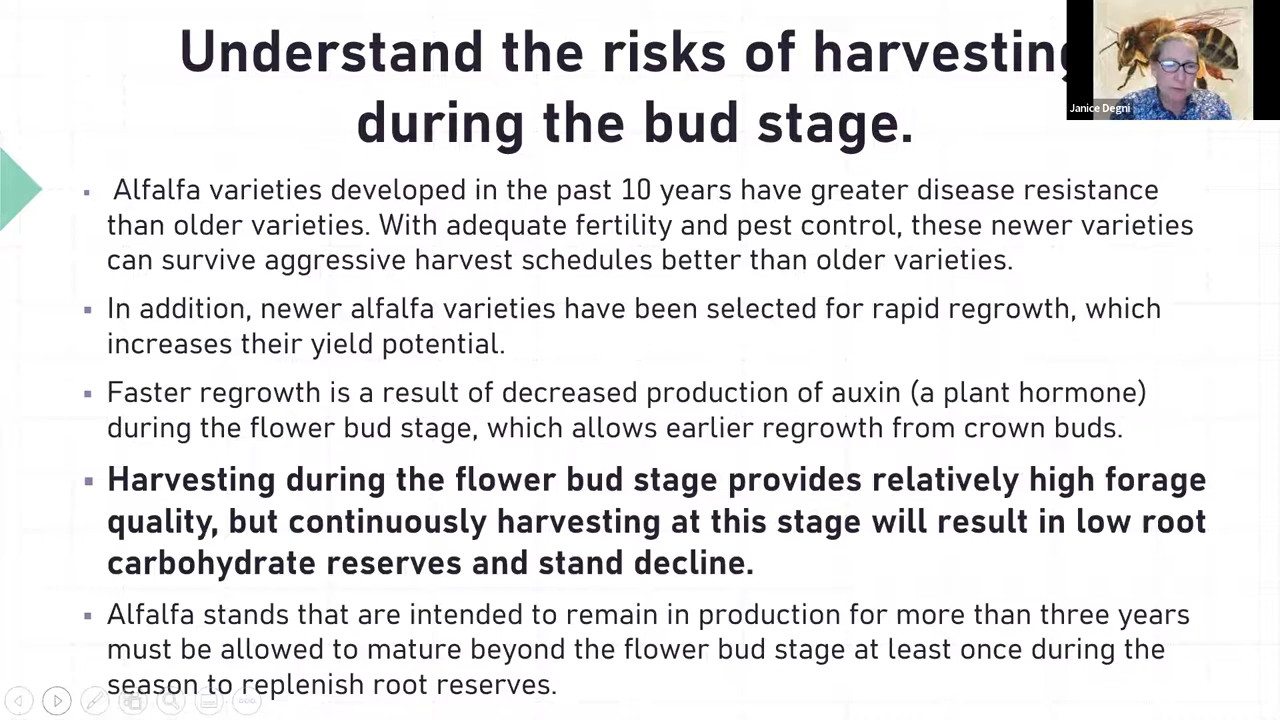 Understand the risks of harvesting
during the bud stage.
Janice Degni
▪ Alfalfa varieties developed in the past 10 years have greater disease resistance
than older varieties. With adequate fertility and pest control, these newer varieties
can survive aggressive harvest schedules better than older varieties.
▪ In addition, newer alfalfa varieties have been selected for rapid regrowth, which
increases their yield potential.
▪ Faster regrowth is a result of decreased production of auxin (a plant hormone)
during the flower bud stage, which allows earlier regrowth from crown buds.
▪ Harvesting during the flower bud stage provides relatively high forage
quality, but continuously harvesting at this stage will result in low root
carbohydrate reserves and stand decline.
▪ Alfalfa stands that are intended to remain in production for more than three years
must be allowed to mature beyond the flower bud stage at least once during the
season to replenish root reserves.